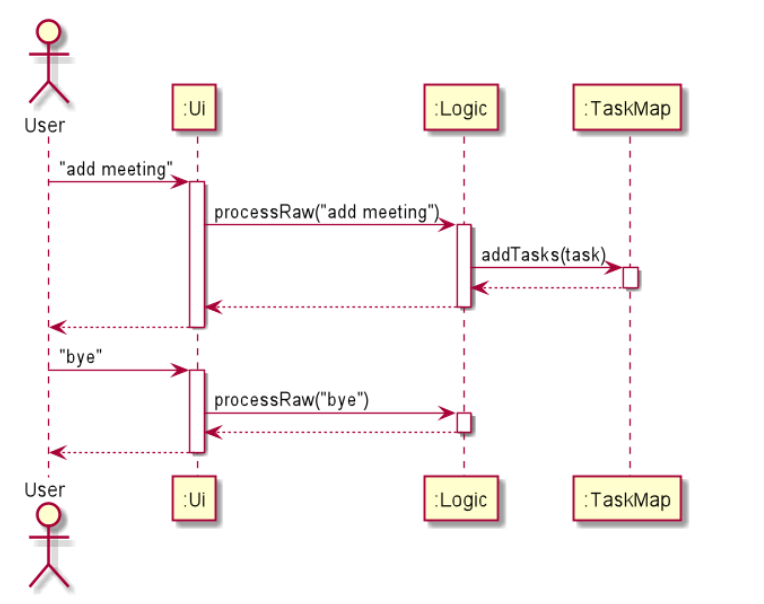 User
:Ui
:Logic
:TaskMap
"add meeting"
processRaw("add meeting")
addTasks(task)
"bye"
processRaw("bye")
User
:Ui
:Logic
:TaskMap